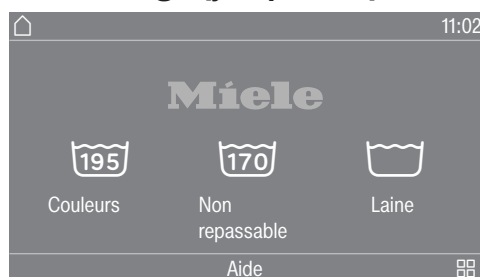 11:02
Miele
195
170
Couleurs
Non
repassable
Laine
Aide